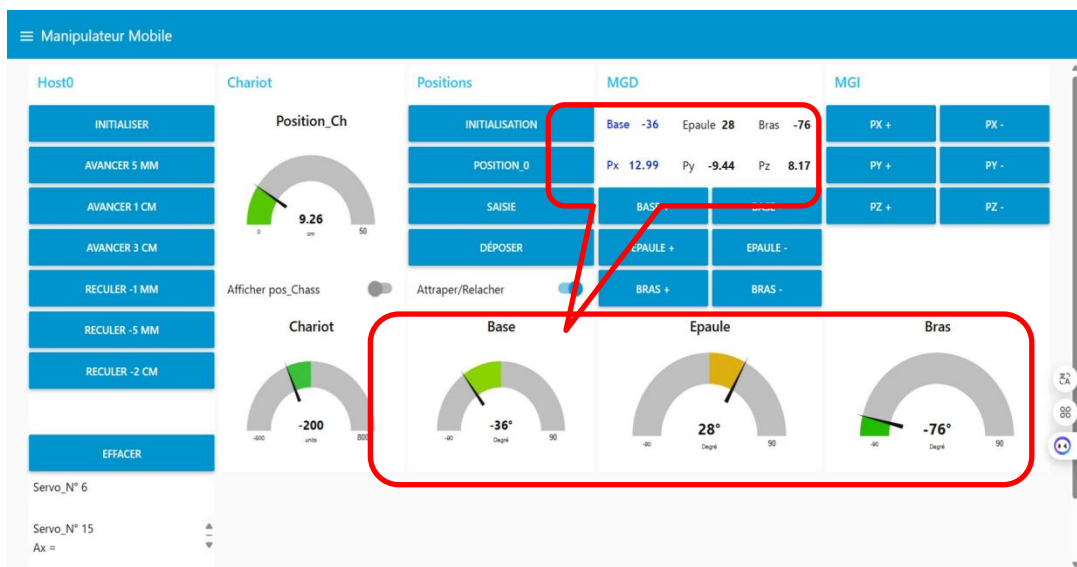 Manipulateur Mobile
Host0
INITIALISER
AVANCER 5 MM
AVANCER 1 CM
AVANCER 3 CM
RECULER -1 MM
RECULER -5 MM
RECULER -2 CM
EFFACER
Servo_N° 6
Servo_N° 15
Ax =
Chariot
Position_Ch
9.26
0 cm 50
Afficher pos_Chass
Chariot
-200
-800 units 800
Positions
INITIALISATION
POSITION_0
SAISIE
DÉPOSER
Attraper/Relacher
Base
-36°
-90 Degré 90
MGD
Base -36 Epaule 28 Bras -76
Px 12.99 Py -9.44 Pz 8.17
BASE + BASE -
EPAULE + EPAULE -
BRAS + BRAS -
Epaule
28°
-90 Degré 90
MGI
PX + PX -
PY + PY -
PZ + PZ -
Bras
-76°
-90 Degré 90